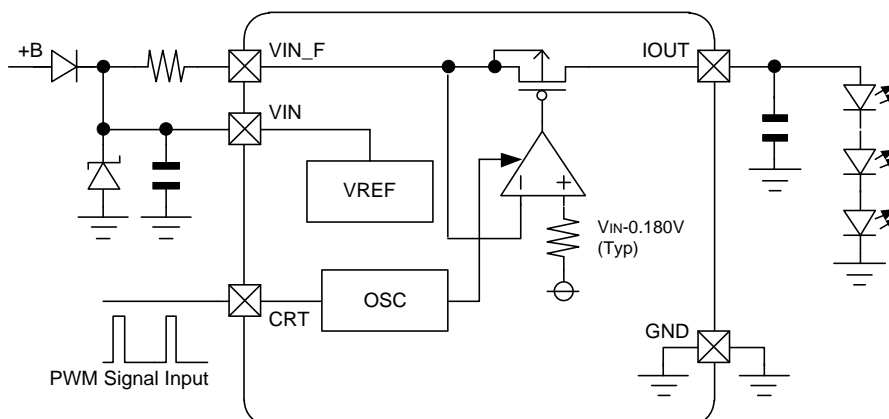 +B
VIN_F
IOUT
VIN
VREF
VIN-0.180V
(Typ)
OSC
CRT
GND
PWM Signal Input